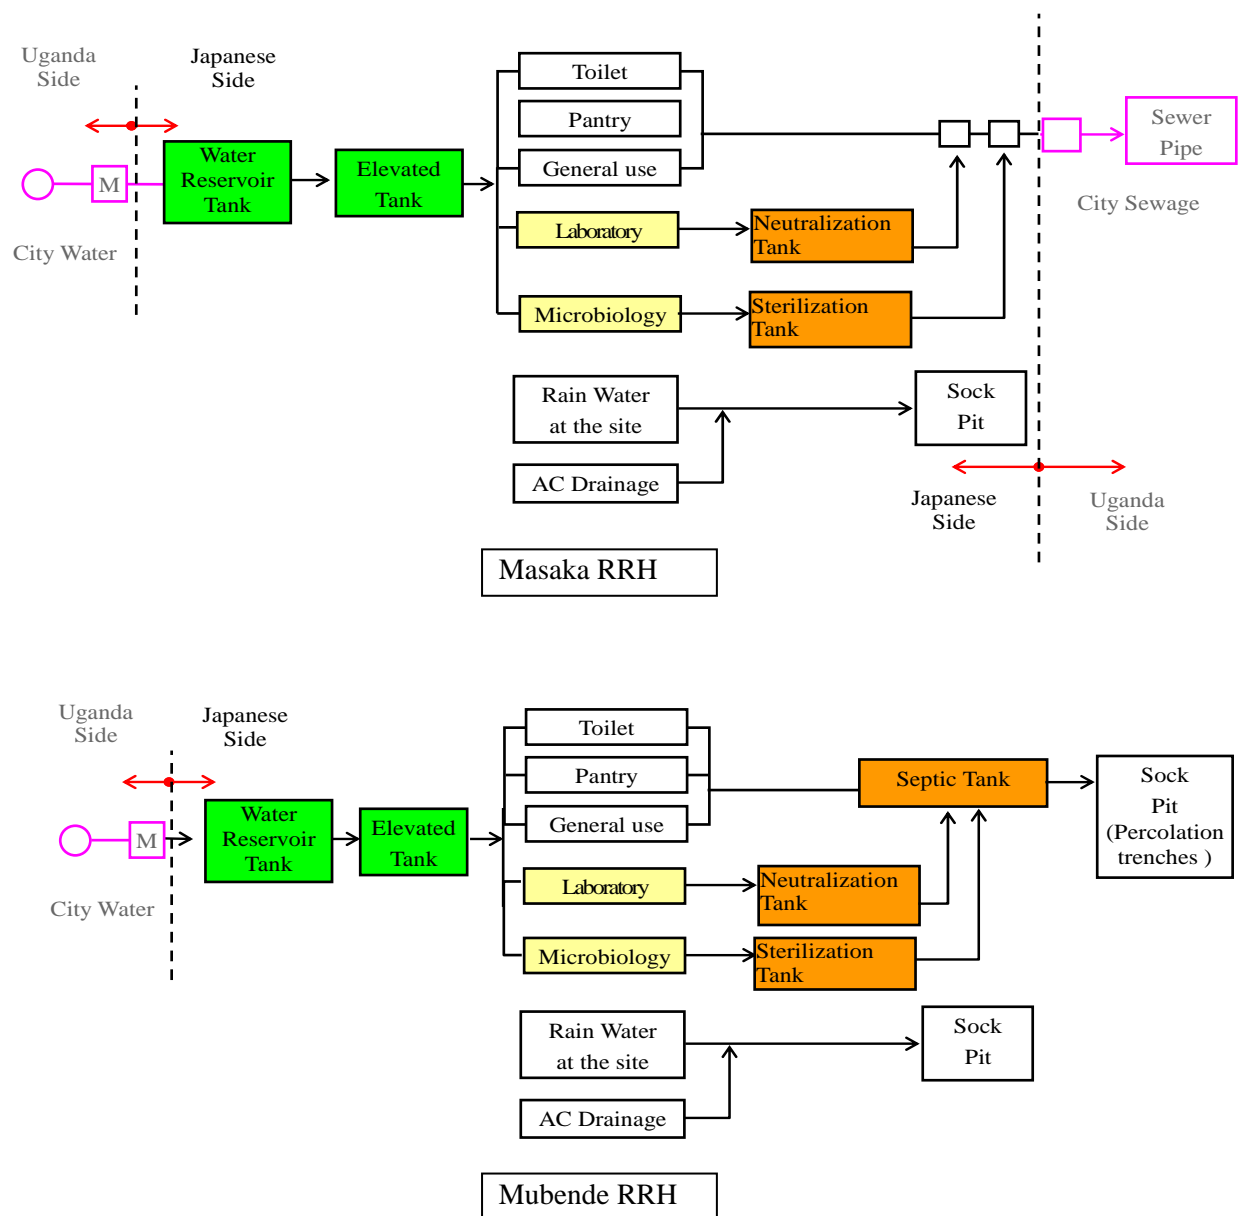 Uganda
Side
Japanese
Side
Toilet
Pantry
General use
Water
Reservoir
Tank
Elevated
Tank
M
City Water
Sewer
Pipe
City Sewage
Laboratory
Neutralization
Tank
Microbiology
Sterilization
Tank
Rain Water
at the site
Sock
Pit
AC Drainage
Japanese
Side
Uganda
Side
Masaka RRH
Uganda
Side
Japanese
Side
Toilet
Pantry
General use
Water
Reservoir
Tank
Elevated
Tank
M
City Water
Septic Tank
Sock
Pit
(Percolation
trenches )
Laboratory
Neutralization
Tank
Microbiology
Sterilization
Tank
Rain Water
at the site
Sock
Pit
AC Drainage
Mubende RRH